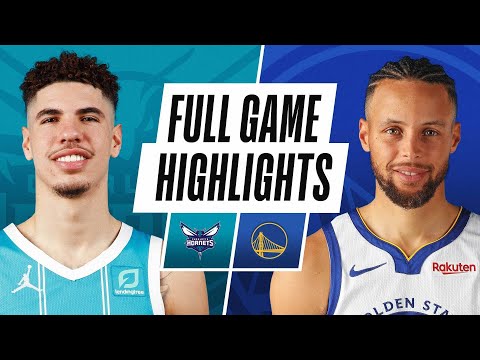 FULL GAME
HIGHLIGHTS
HORNETS
lendingtree
Rakuten
OLDEN STA